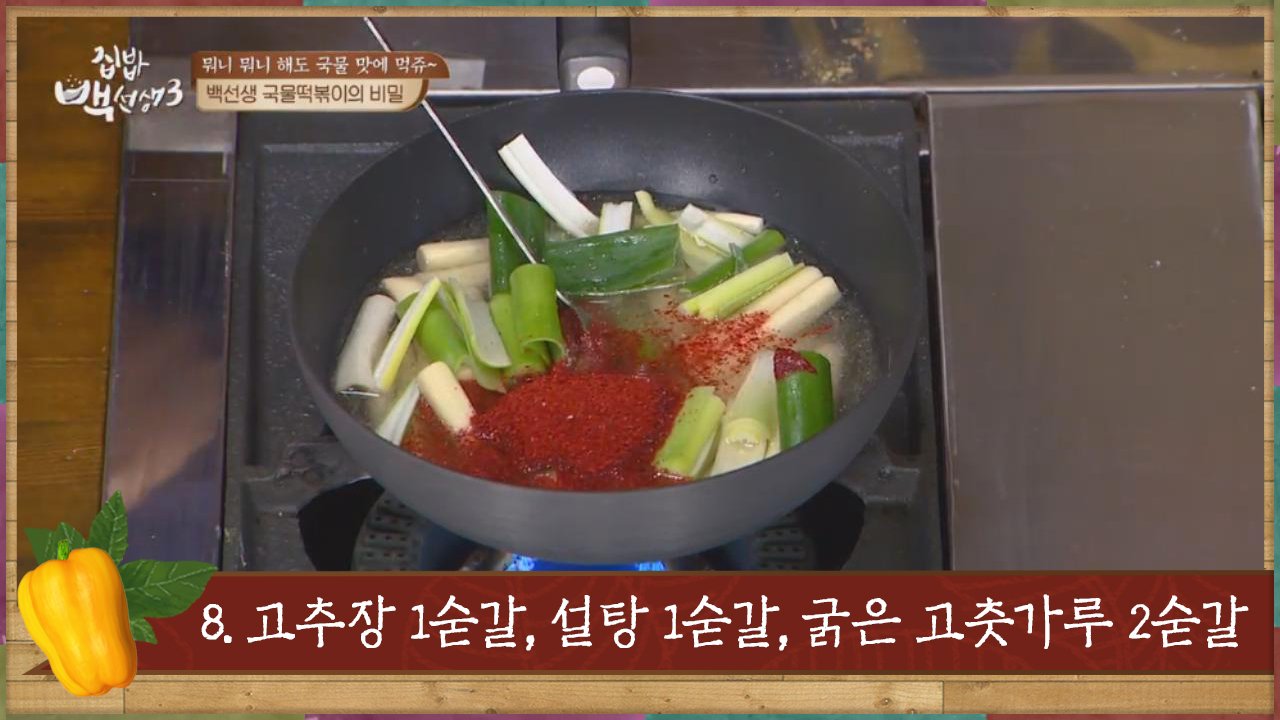 집밥
백선생3
뭐니 뭐니 해도 국물 맛에 먹쥬~
백선생 국물떡볶이의 비밀
8. 고추장 1숟갈, 설탕 1숟갈, 굵은 고춧가루 2숟갈